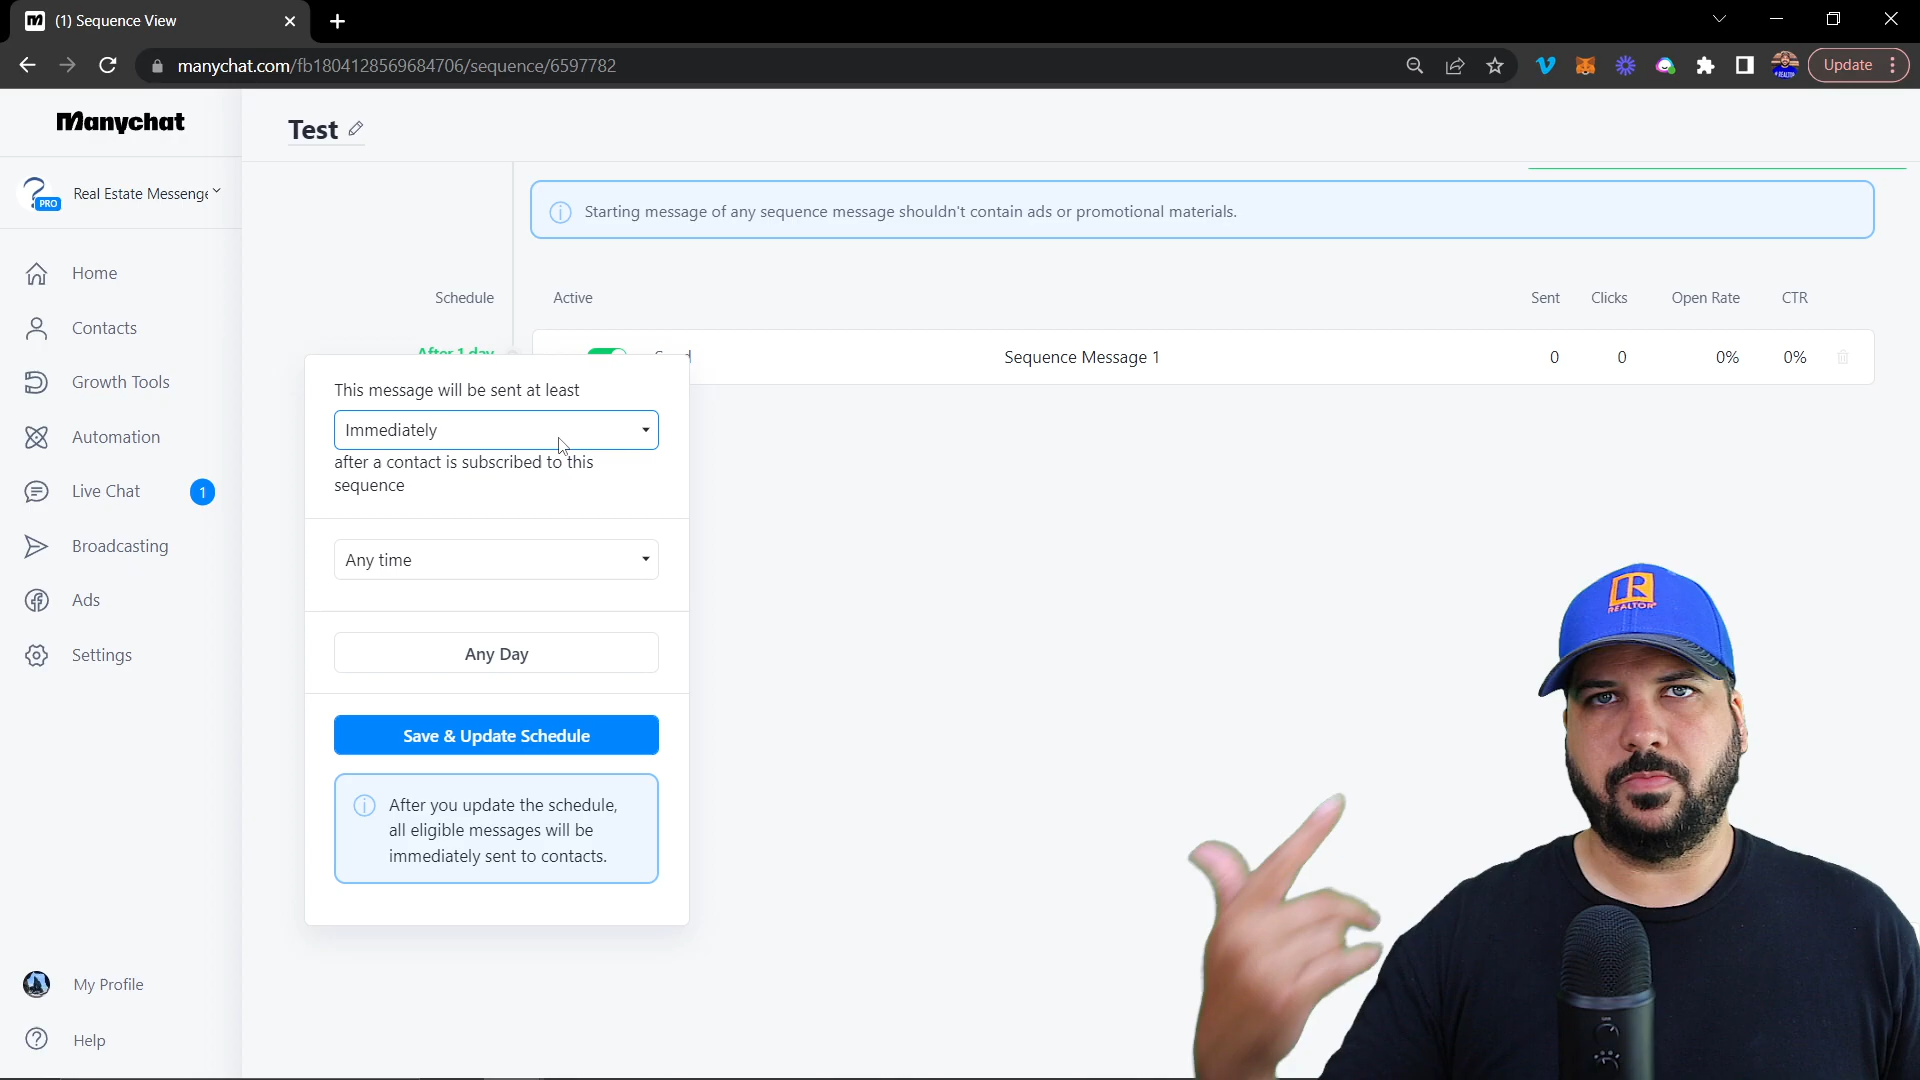 (1) Sequence View
manychat.com/fb1804128569684706/sequence/6597782
Update
Manychat
Test
PRO
Real Estate Messenge
Home
Contacts
Growth Tools
Automation
Live Chat
1
Broadcasting
Ads
Settings
My Profile
Help
Starting message of any sequence message shouldn't contain ads or promotional materials.
Schedule
Active
Sent
Clicks
Open Rate
CTR
After 1 day
Sequence Message 1
0
0
0%
0%
This message will be sent at least
Immediately
after a contact is subscribed to this
sequence
Any time
Any Day
Save & Update Schedule
After you update the schedule,
all eligible messages will be
immediately sent to contacts.
REALTOR